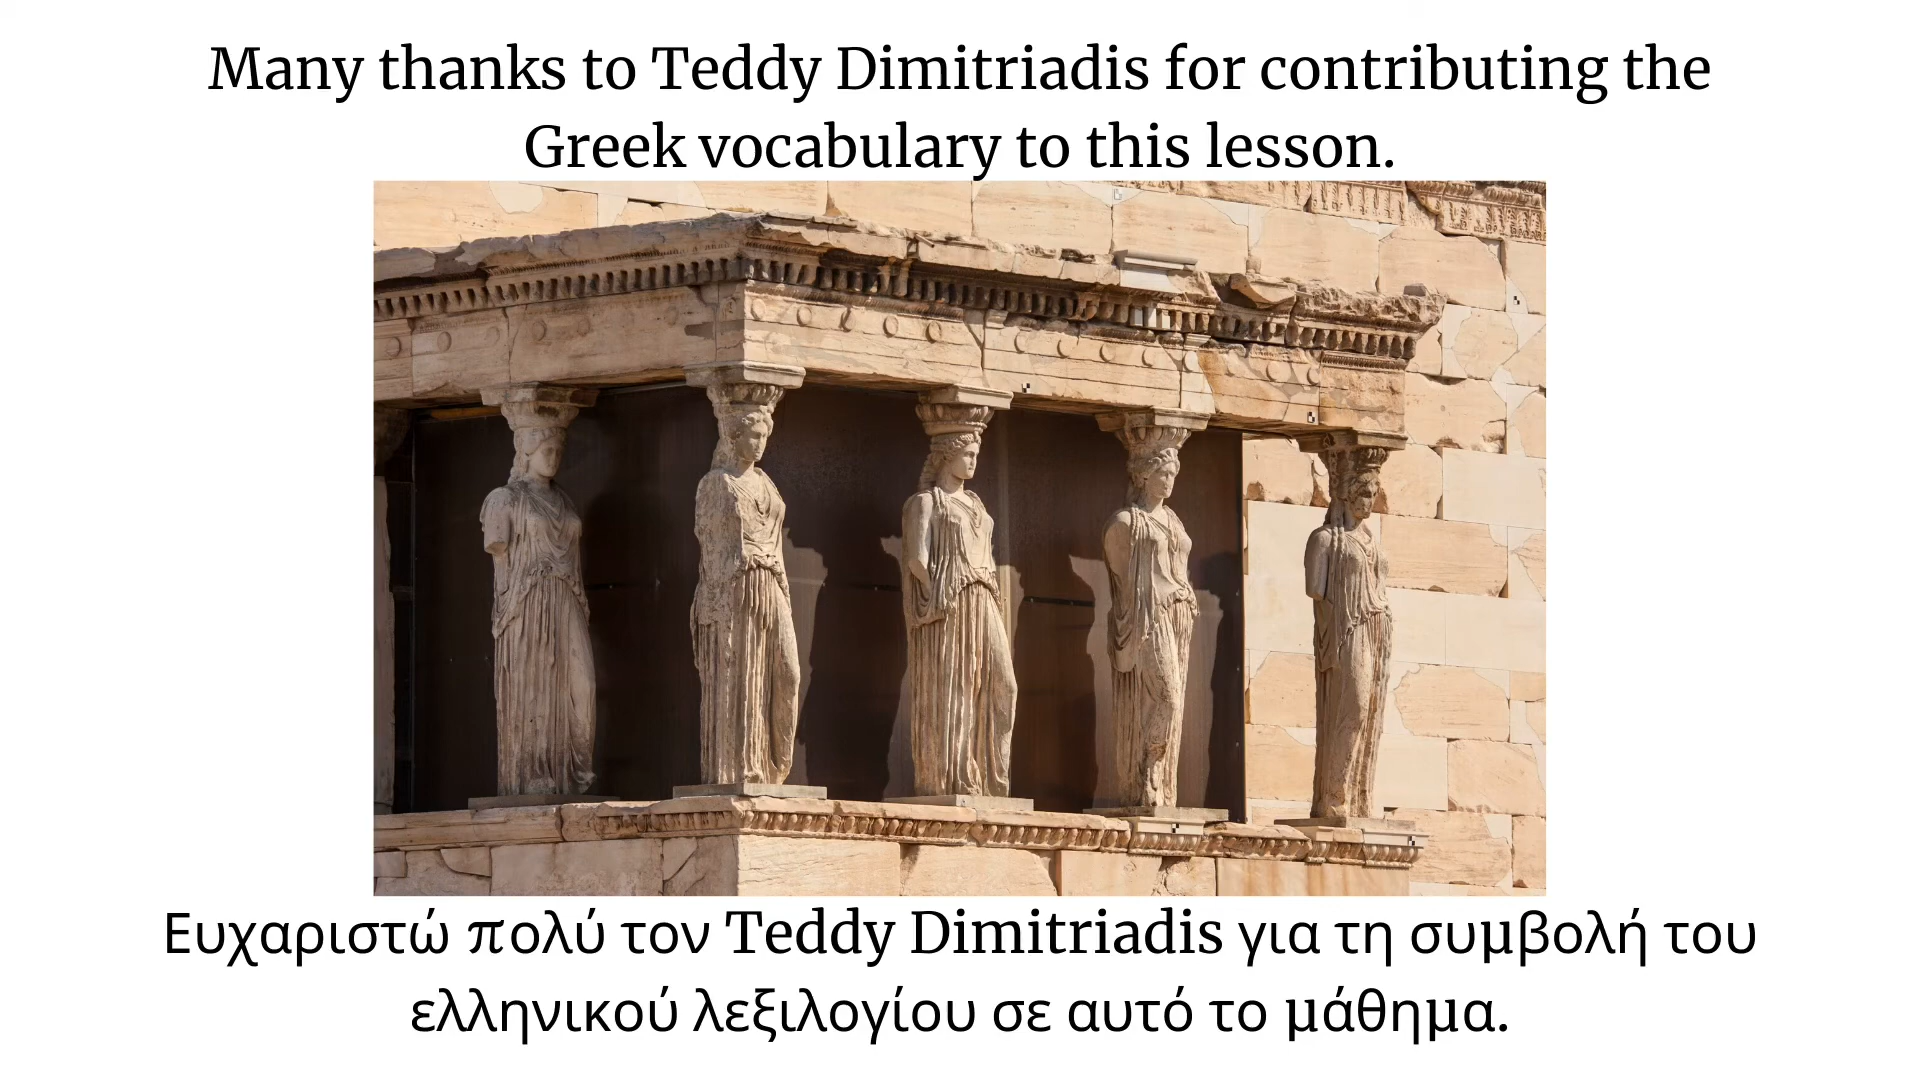 Many thanks to Teddy Dimitriadis for contributing the
Greek vocabulary to this lesson.
Ευχαριστώ πολύ τον Teddy Dimitriadis για τη συμβολή του
ελληνικού λεξιλογίου σε αυτό το μάθημα.